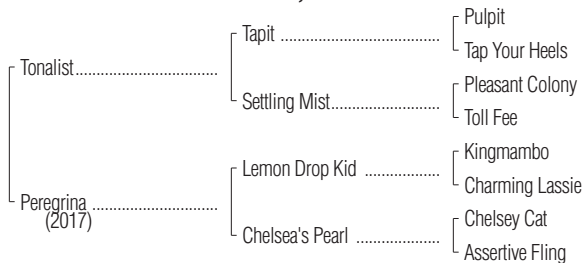 Tonalist
Peregrina
(2017)
Tapit
Settling Mist
Lemon Drop Kid
Chelsea's Pearl
Pulpit
Tap Your Heels
Pleasant Colony
Toll Fee
Kingmambo
Charming Lassie
Chelsey Cat
Assertive Fling